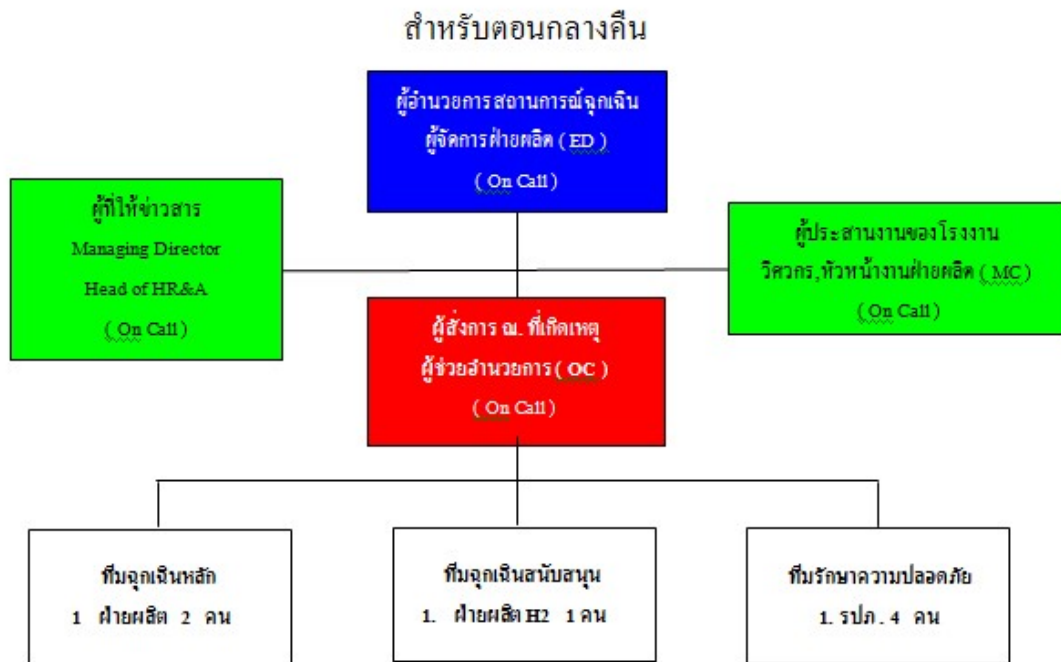 สำหรับตอนกลางคืน
ผู้อำนวยการสถานการณ์ฉุกเฉิน
ผู้จัดการฝ่ายผลิต ( ED )
( On Call )
ผู้ที่ให้ข่าวสาร
Managing Director
Head of HR&A
( On Call )
ผู้ประสานงานของโรงงาน
วิศวกร,หัวหน้างานฝ่ายผลิต ( MC )
( On Call )
ผู้สั่งการ ณ. ที่เกิดเหตุ
ผู้ช่วยอำนวยการ ( OC )
( On Call )
ทีมฉุกเฉินหลัก
1 ฝ่ายผลิต 2 คน
ทีมฉุกเฉินสนับสนุน
1. ฝ่ายผลิต H2 1 คน
ทีมรักษาความปลอดภัย
1. รปภ. 4 คน